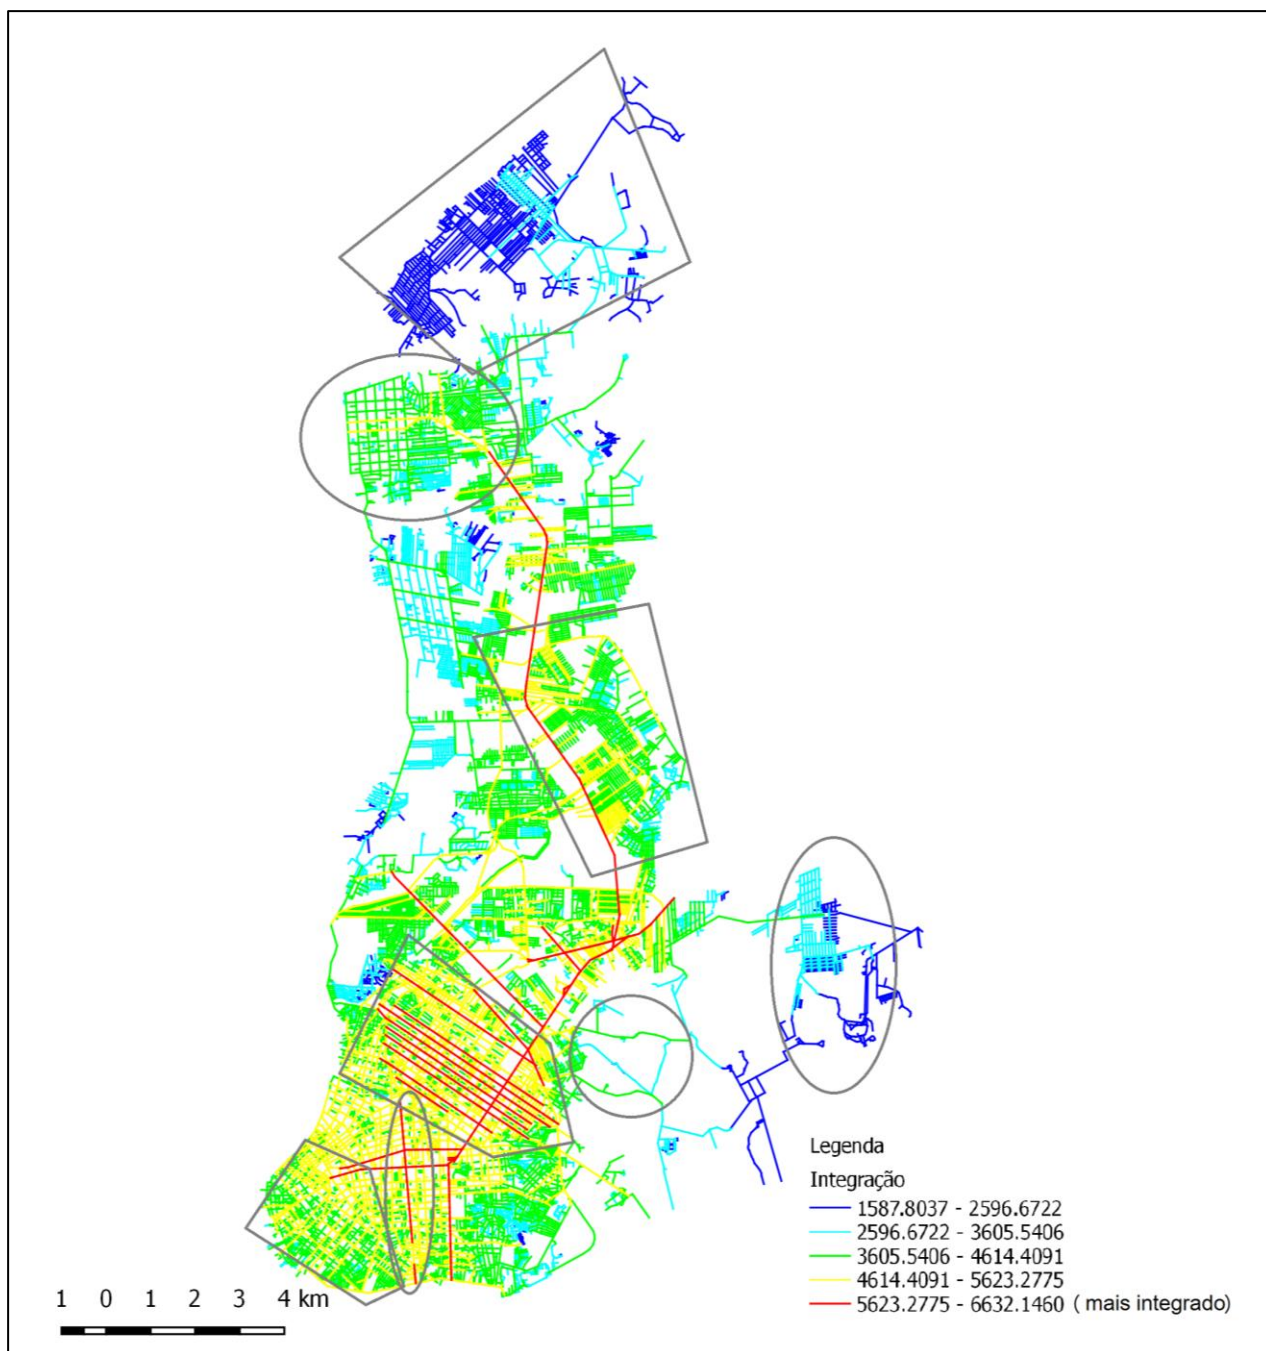 Legenda
Integração
1587.8037 - 2596.6722
2596.6722 - 3605.5406
3605.5406 - 4614.4091
4614.4091 - 5623.2775
5623.2775 - 6632.1460 ( mais integrado)
1 0 1 2 3 4 km